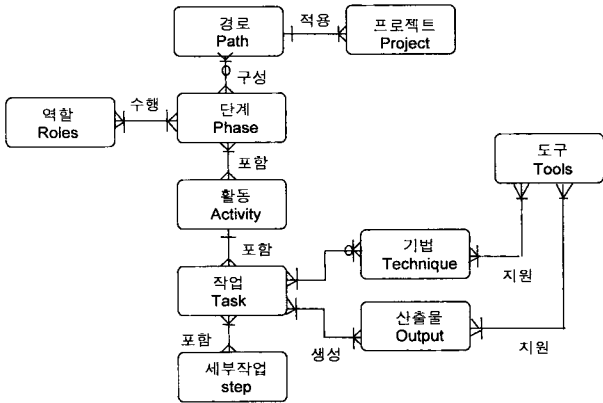 경로
Path
적용
프로젝트
Project
구성
역할
Roles
수행
단계
Phase
포함
도구
Tools
활동
Activity
포함
기법
Technique
지원
작업
Task
산출물
Output
포함
생성
지원
세부작업
step